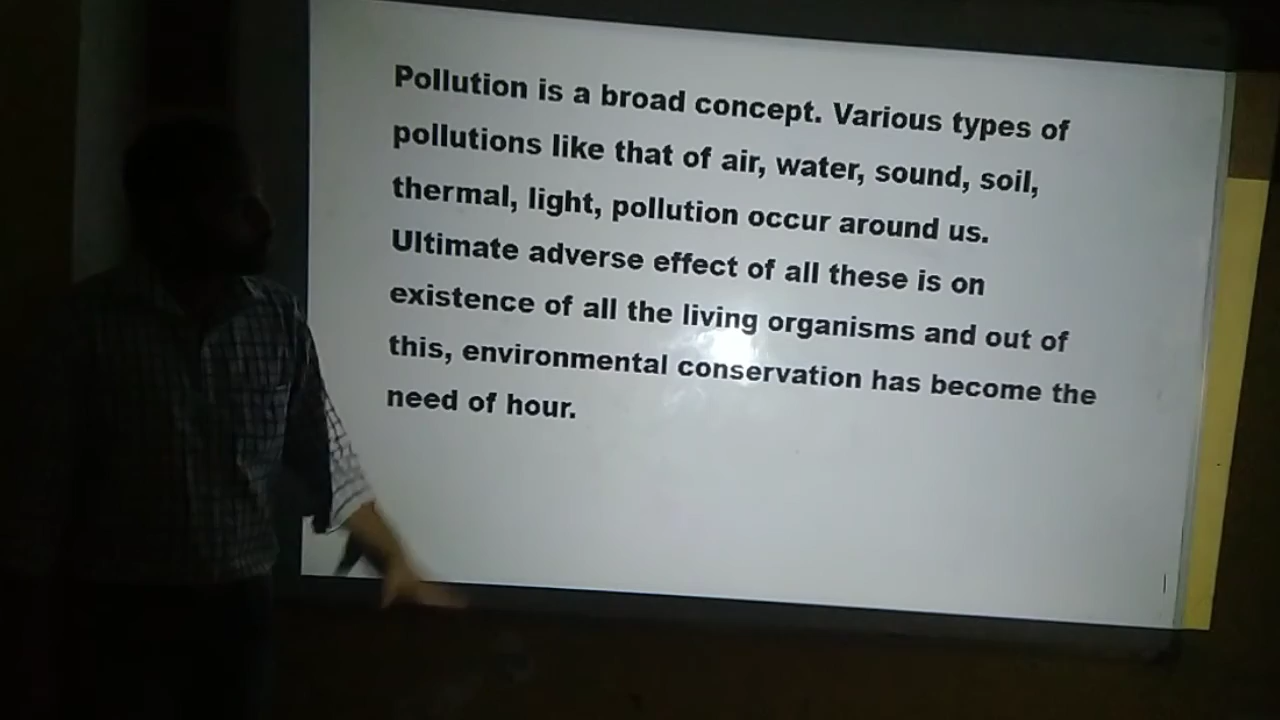 Pollution is a broad concept. Various types of
pollutions like that of air, water, sound, soil,
thermal, light, pollution occur around us.
Ultimate adverse effect of all these is on
existence of all the living organisms and out of
this, environmental conservation has become the
need of hour.